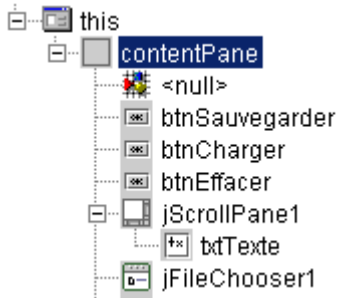 this
contentPane
<null>
btnSauvegarder
btnCharger
btnEffacer
jScrollPane1
txtTexte
jFileChooser1